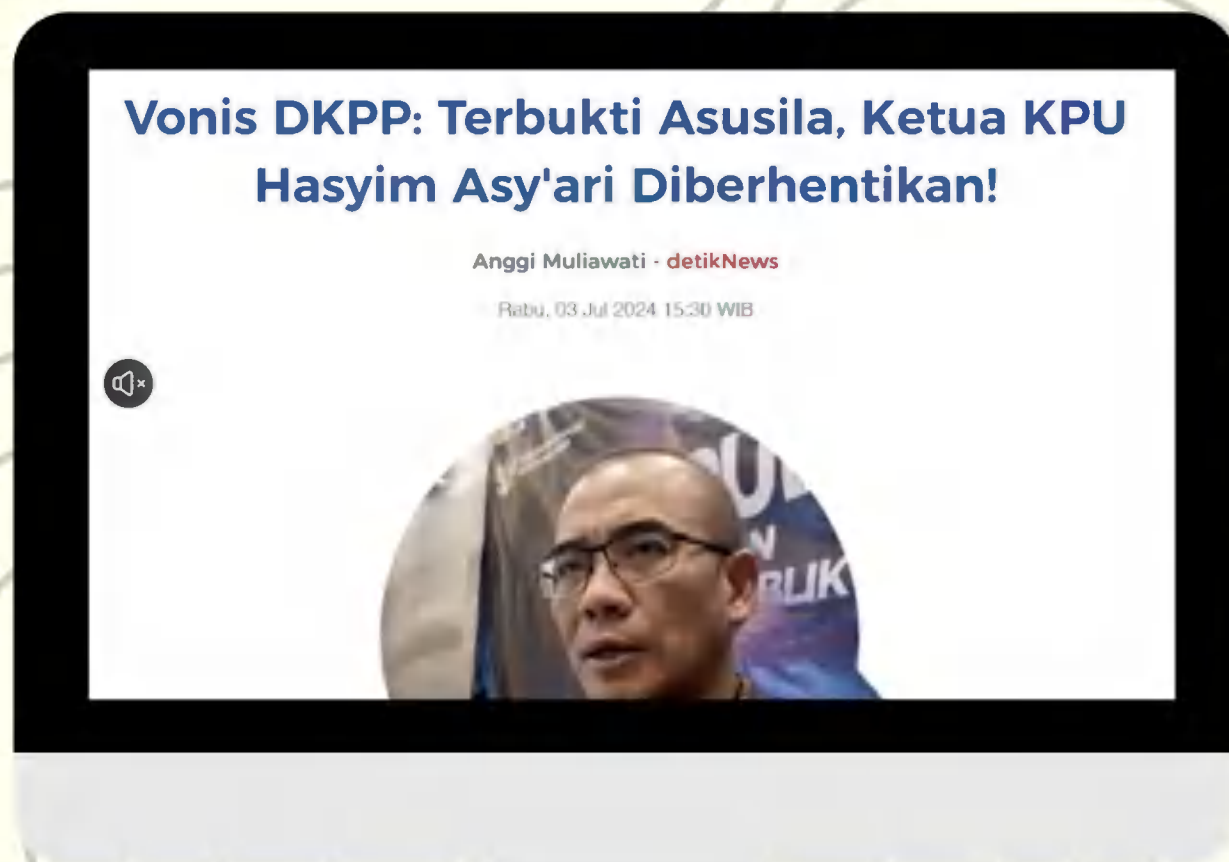 Vonis DKPP: Terbukti Asusila, Ketua KPU
Hasyim Asy'ari Diberhentikan!
Anggi Muliawati - detikNews
Rabu, 03 Jul 2024 15:30 WIB